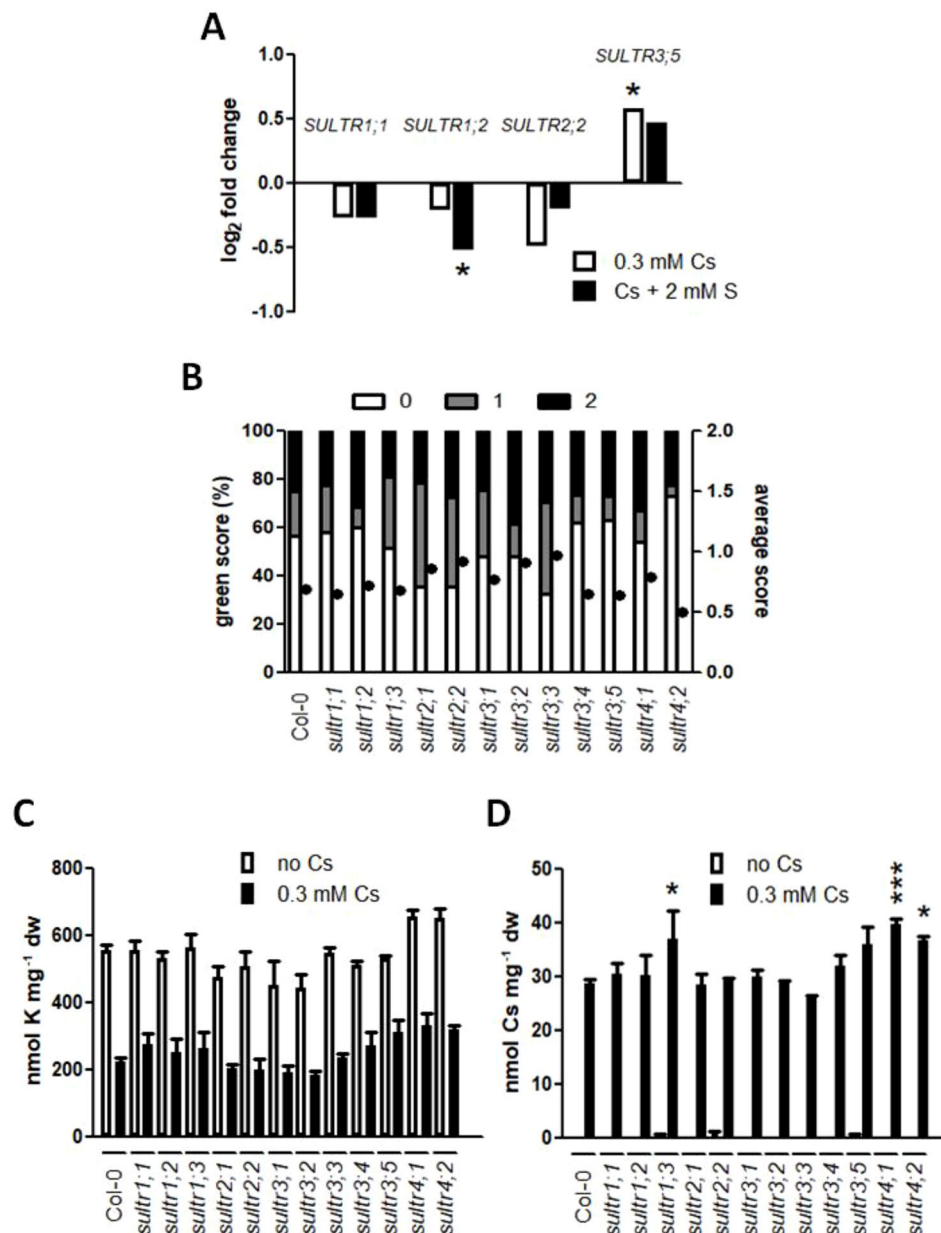 A
1.0
0.5
0.0
-0.5
-1.0
log2 fold change
SULTR1;1 SULTR1;2 SULTR2;2 SULTR3;5
*
*
0.3 mM Cs
Cs + 2 mM S
B
0 1 2
green score (%)
100
80
60
40
20
0
2.0
1.5
1.0
0.5
0.0
average score
Col-0
sultr1;1
sultr1;2
sultr1;3
sultr2;1
sultr2;2
sultr3;1
sultr3;2
sultr3;3
sultr3;4
sultr3;5
sultr4;1
sultr4;2
C
nmol K mg-1 dw
800
600
400
200
0
no Cs
0.3 mM Cs
Col-0
sultr1;1
sultr1;2
sultr1;3
sultr2;1
sultr2;2
sultr3;1
sultr3;2
sultr3;3
sultr3;4
sultr3;5
sultr4;1
sultr4;2
D
nmol Cs mg-1 dw
50
40
30
20
10
0
no Cs
0.3 mM Cs
*
***
*
Col-0
sultr1;1
sultr1;2
sultr1;3
sultr2;1
sultr2;2
sultr3;1
sultr3;2
sultr3;3
sultr3;4
sultr3;5
sultr4;1
sultr4;2